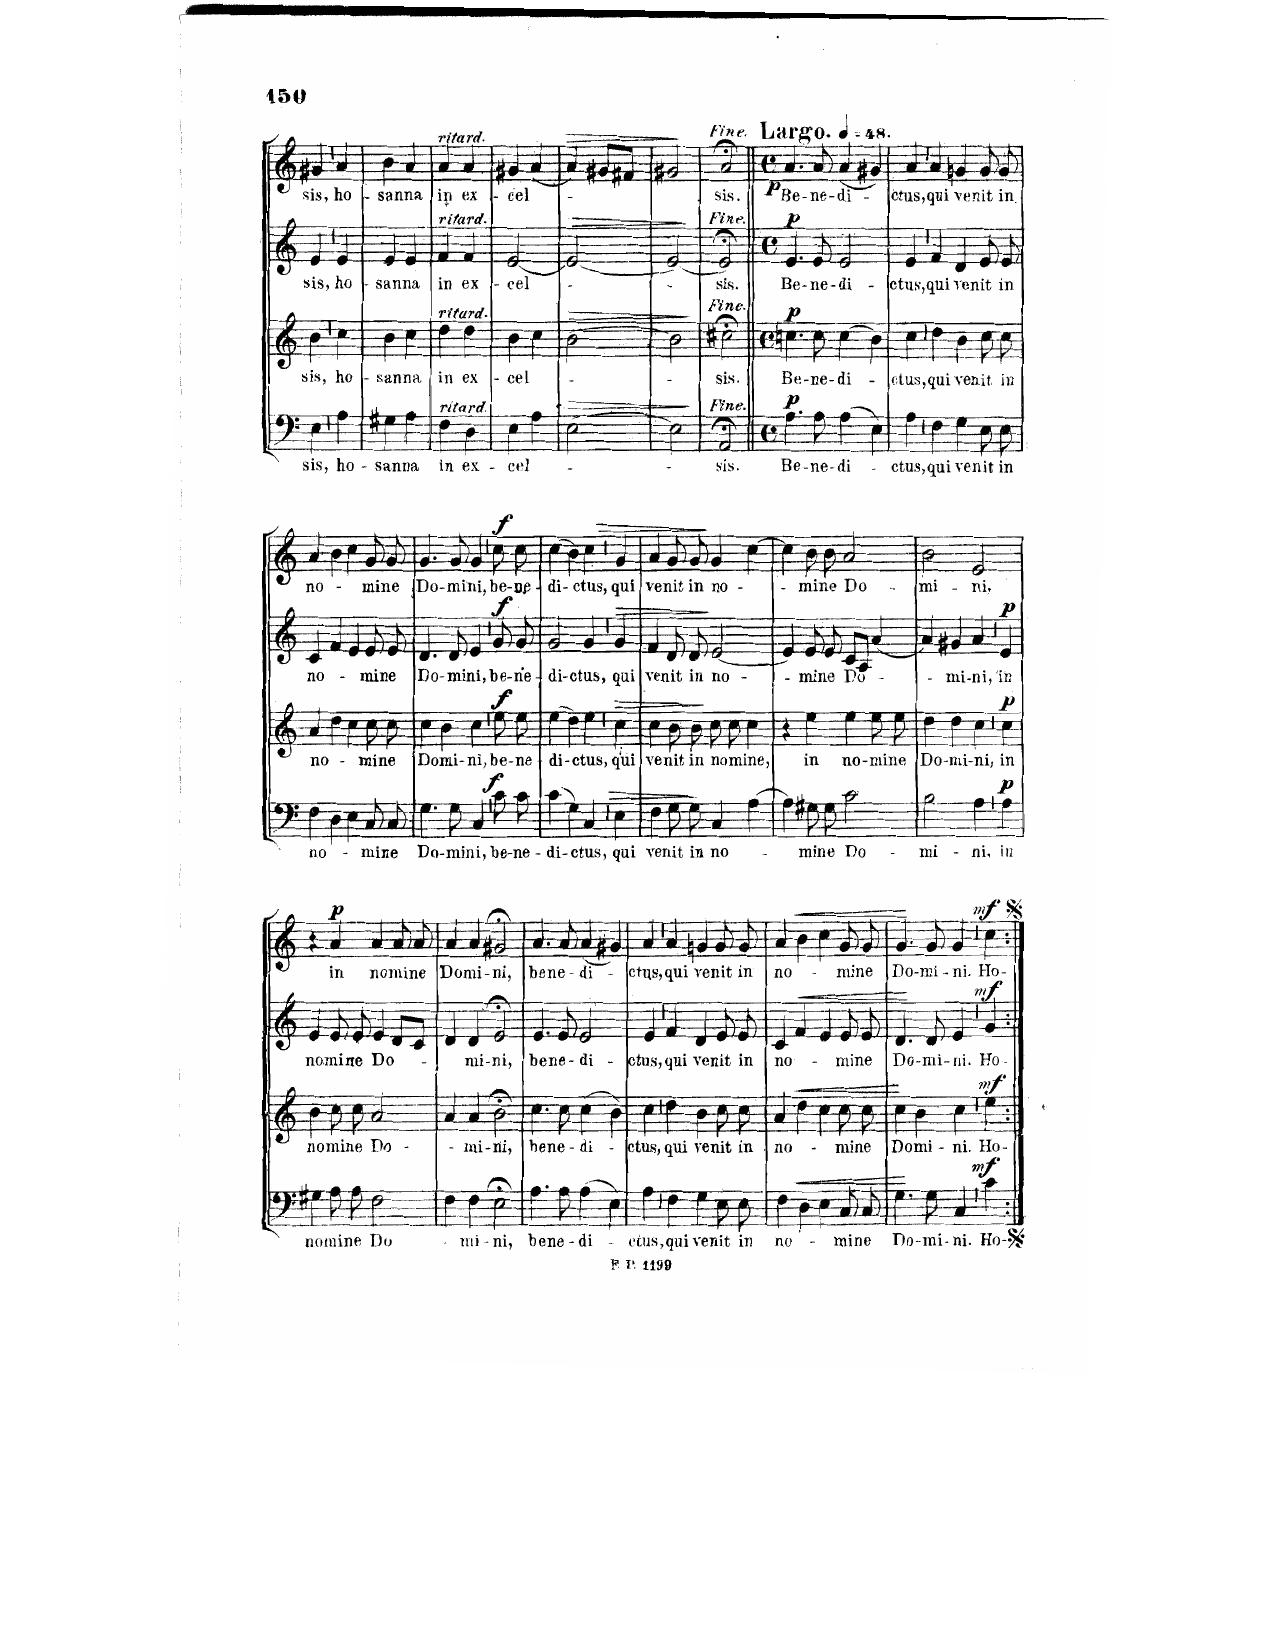 150
ritard. Fine. Largo. ♩ = 48.
p
sis, ho - sanna in ex - cel - sis. Be-ne-di - ctus, qui venit in
ritard. Fine. p
sis, ho - sanna in ex - cel - - - sis. Be-ne-di - ctus, qui venit in
ritard. Fine. p
sis, ho - sanna in ex - cel - - - sis. Be-ne-di - ctus, qui venit in
ritard. Fine. p
sis, ho - sanna in ex - cel - - - sis. Be-ne-di - ctus, qui venit in
f
no - mine Do-mini, be-ne-di-ctus, qui venit in no - - mine Do - mi - ni,
f p
no - mine Do-mini, be-ne-di-ctus, qui venit in no - - mine Do - - mi-ni, in
f p
no - mine Domi-ni, be-ne di-ctus, qui venit in nomine, in no-mine Do-mi-ni, in
f p
no - mine Do-mini, be-ne-di-ctus, qui venit in no - mine Do - mi - ni, in
p mf
in nomine Domi-ni, bene-di - ctus, qui venit in no - mine Do-mi-ni. Ho-
mf
nomine Do - - mi-ni, bene-di - ctus, qui venit in no - mine Do-mi-ni. Ho-
mf
nomine Do - - mi-ni, bene-di - ctus, qui venit in no - mine Domi-ni. Ho-
mf
nomine Do - mi-ni, bene-di - ctus, qui venit in no - mine Do-mi-ni. Ho-
F. P. 1199